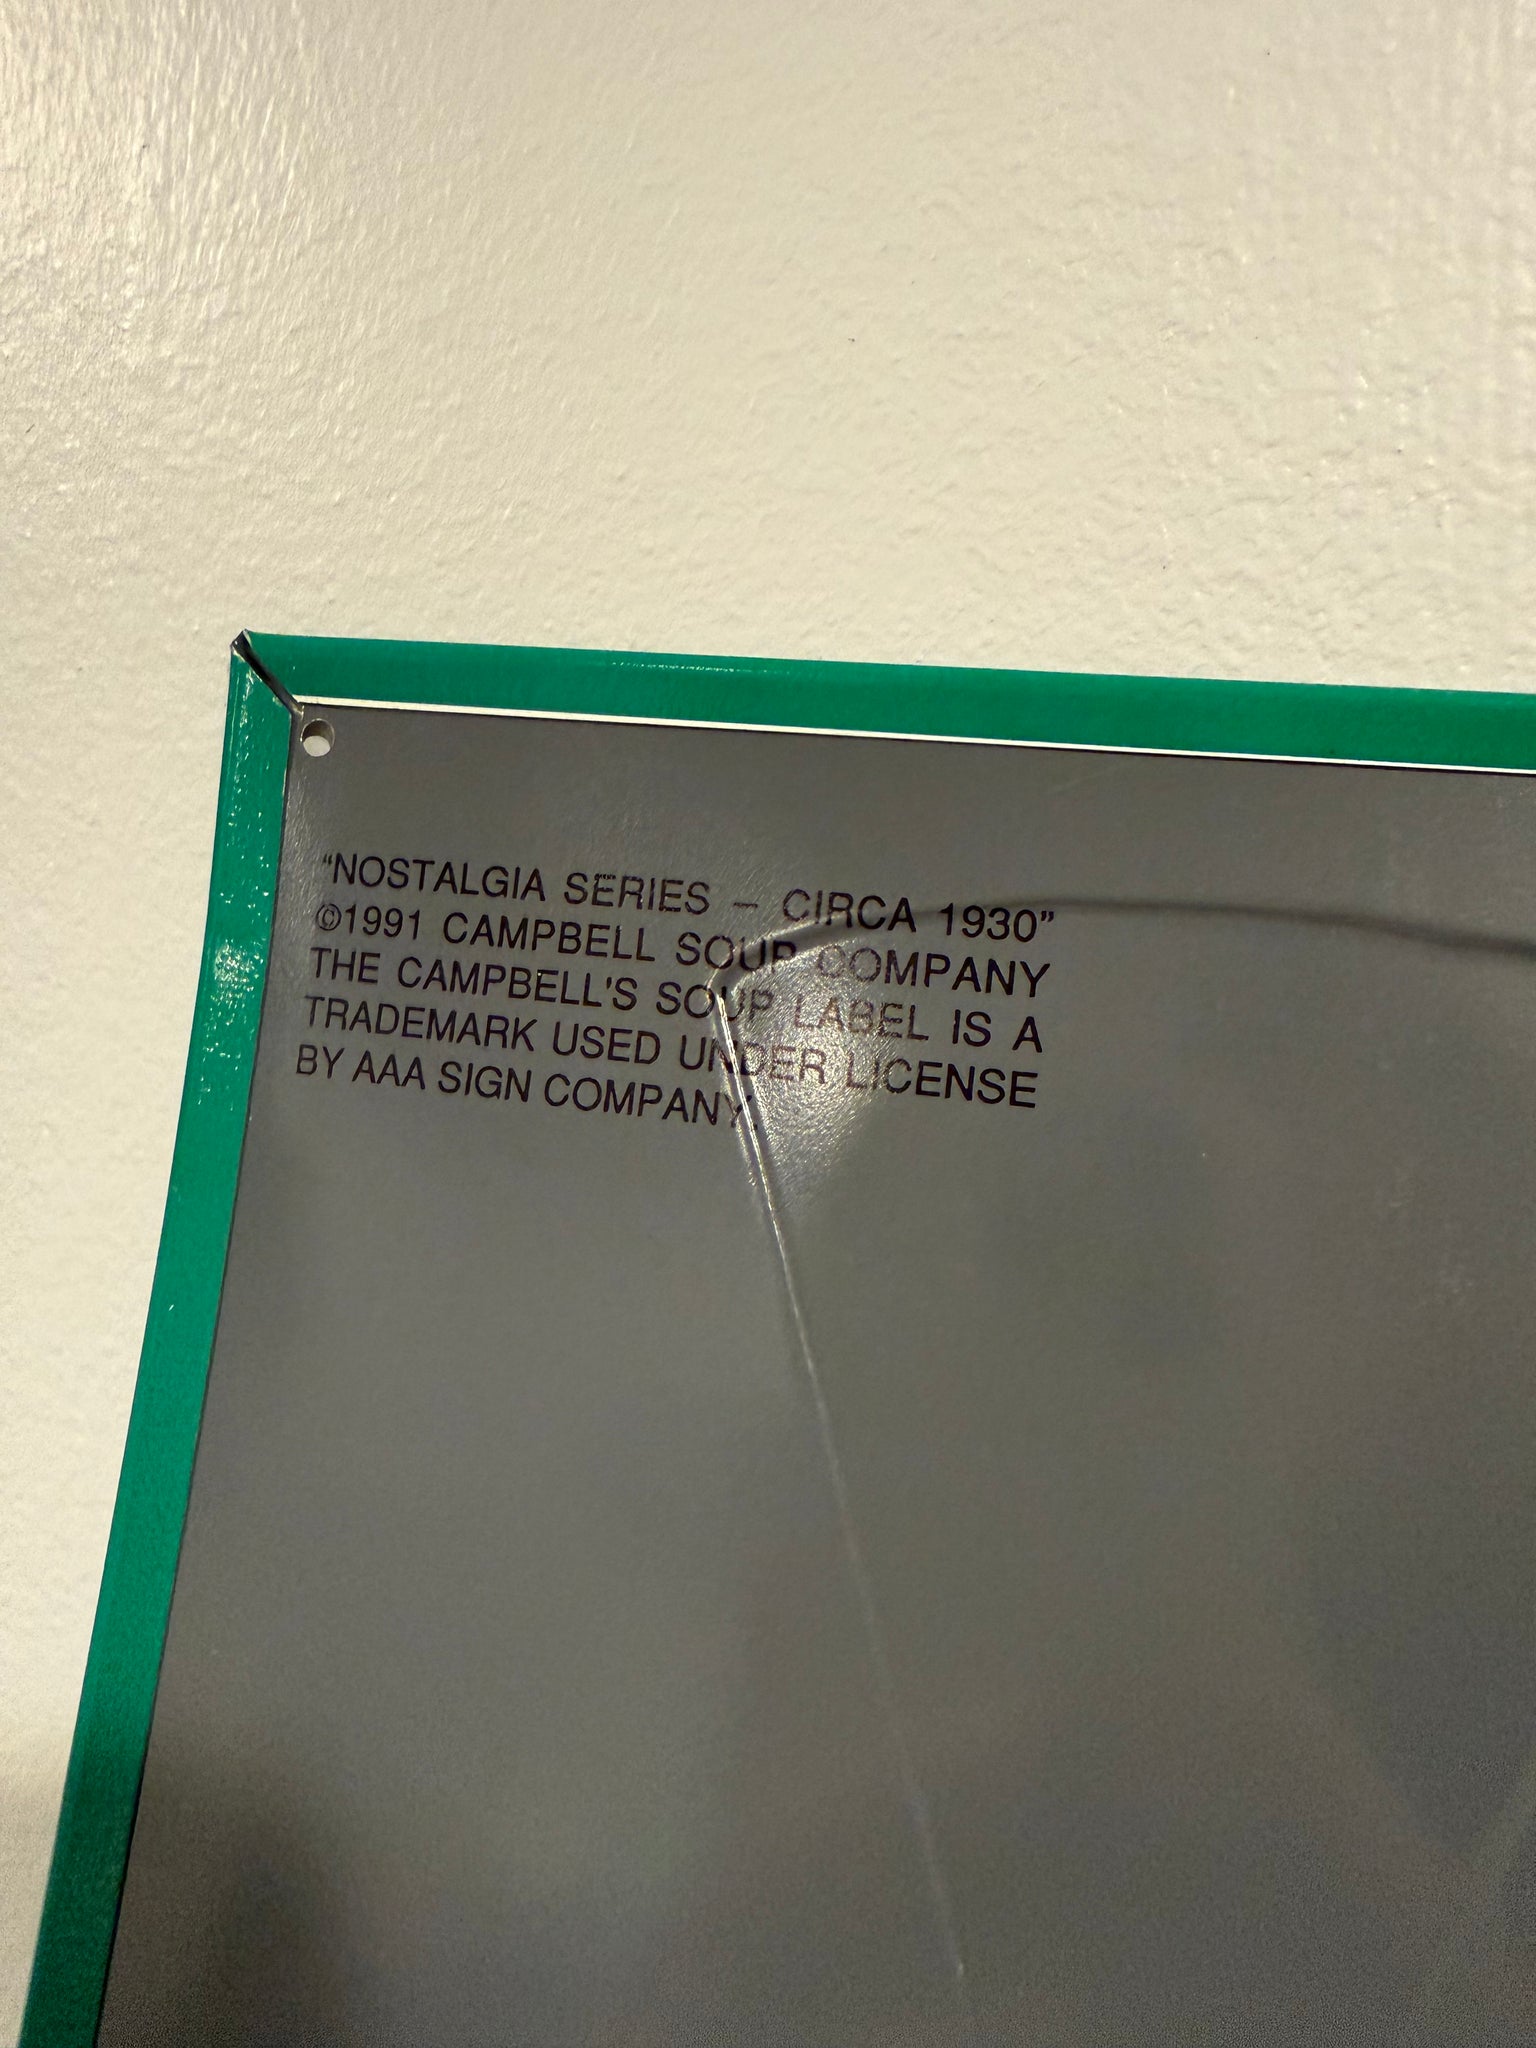 "NOSTALGIA SERIES – CIRCA 1930"
©1991 CAMPBELL SOUP COMPANY
THE CAMPBELL'S SOUP LABEL IS A
TRADEMARK USED UNDER LICENSE
BY AAA SIGN COMPANY.